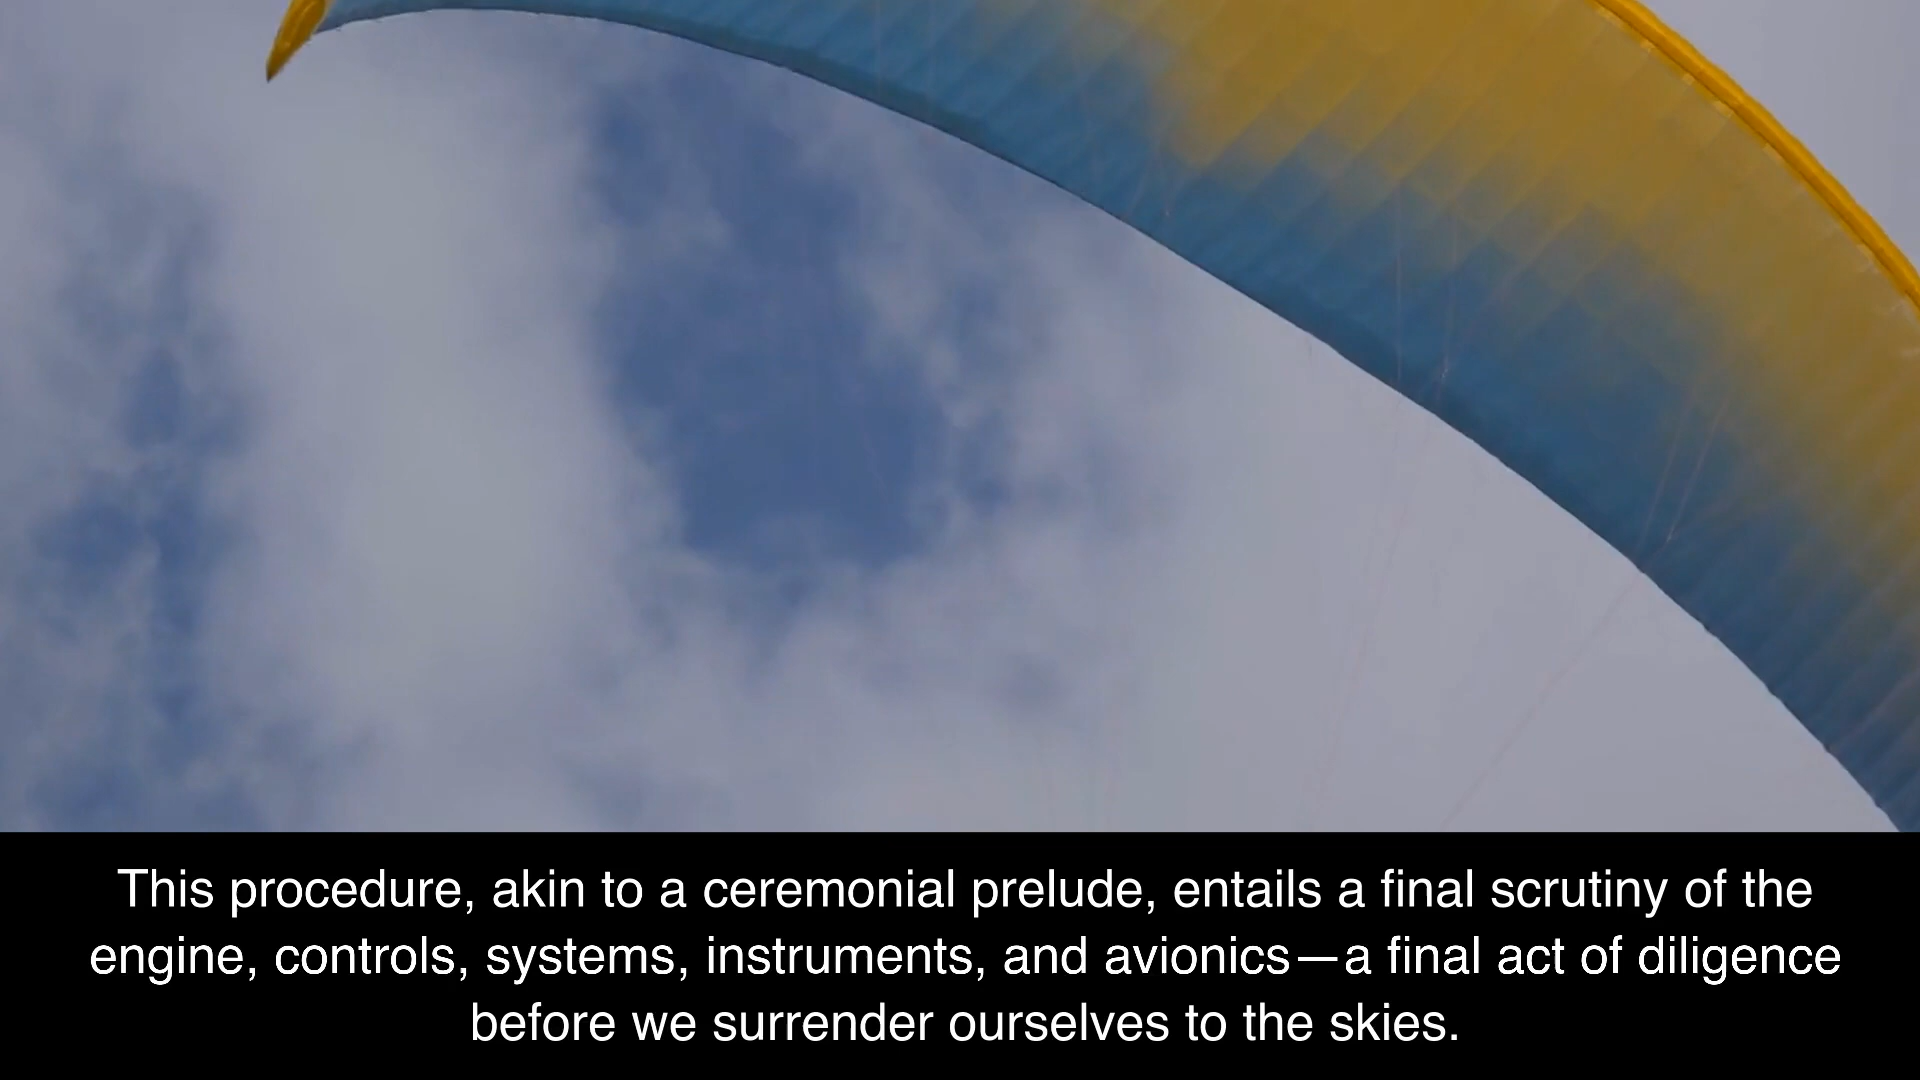 This procedure, akin to a ceremonial prelude, entails a final scrutiny of the
engine, controls, systems, instruments, and avionics—a final act of diligence
before we surrender ourselves to the skies.